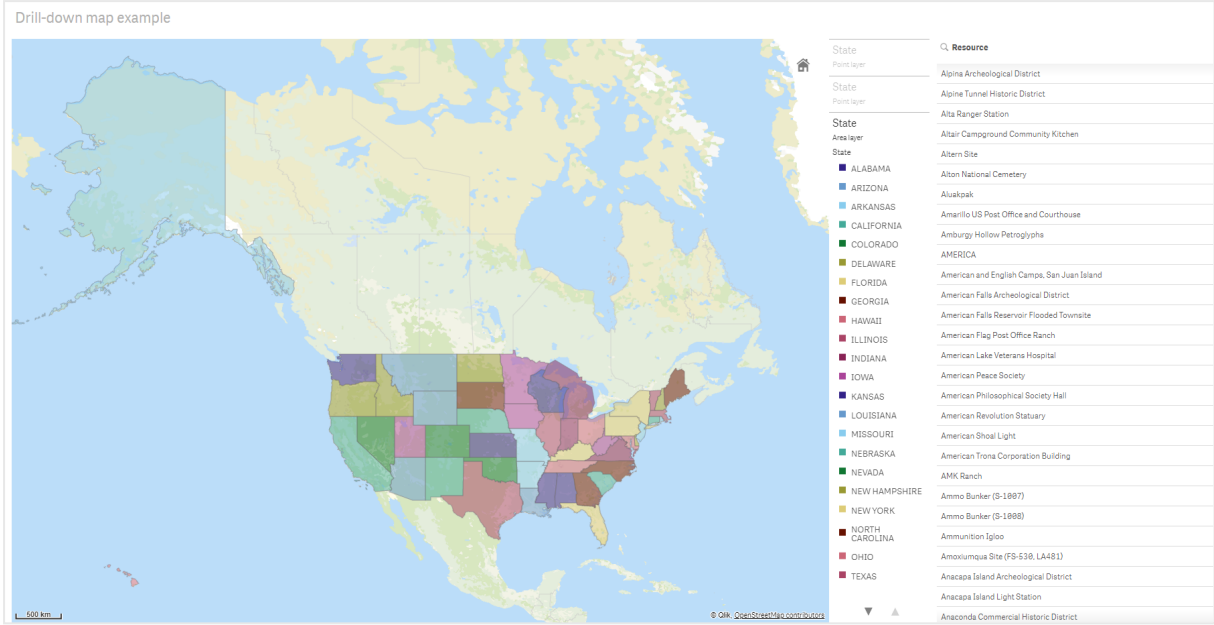 Drill-down map example
State
Point layer
State
Point layer
State
Area layer
State
ALABAMA
ARIZONA
ARKANSAS
CALIFORNIA
COLORADO
DELAWARE
FLORIDA
GEORGIA
HAWAII
ILLINOIS
INDIANA
IOWA
KANSAS
LOUISIANA
MISSOURI
NEBRASKA
NEVADA
NEW HAMPSHIRE
NEW YORK
NORTH
CAROLINA
OHIO
TEXAS
Resource
Alpina Archeological District
Alpine Tunnel Historic District
Alta Ranger Station
Altair Campground Community Kitchen
Altern Site
Alton National Cemetery
Aluakpak
Amarillo US Post Office and Courthouse
Amburgy Hollow Petroglyphs
AMERICA
American and English Camps, San Juan Island
American Falls Archeological District
American Falls Reservoir Flooded Townsite
American Flag Post Office Ranch
American Lake Veterans Hospital
American Peace Society
American Philosophical Society Hall
American Revolution Statuary
American Shoal Light
American Trona Corporation Building
AMK Ranch
Ammo Bunker (S-1007)
Ammo Bunker (S-1008)
Ammunition Igloo
Amoxiumqua Site (FS-530, LA481)
Anacapa Island Archeological District
Anacapa Island Light Station
Anaconda Commercial Historic District
500 km
© Qlik, OpenStreetMap contributors